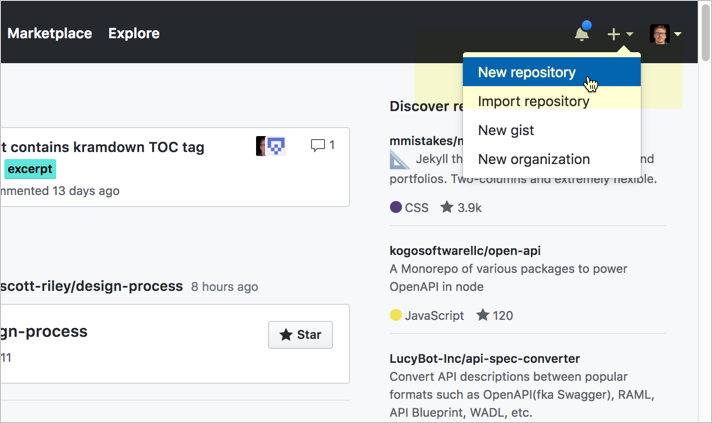 Marketplace Explore
New repository
Import repository
New gist
New organization
t contains kramdown TOC tag
1
excerpt
mmented 13 days ago
scott-riley/design-process 8 hours ago
gn-process
Star
11
Discover re
mmistakes/m
Jekyll th
and
portfolios. Two-columns and extremely flexible.
CSS 3.9k
kogosoftwarellc/open-api
A Monorepo of various packages to power
OpenAPI in node
JavaScript 120
LucyBot-Inc/api-spec-converter
Convert API descriptions between popular
formats such as OpenAPI(fka Swagger), RAML,
API Blueprint, WADL, etc.